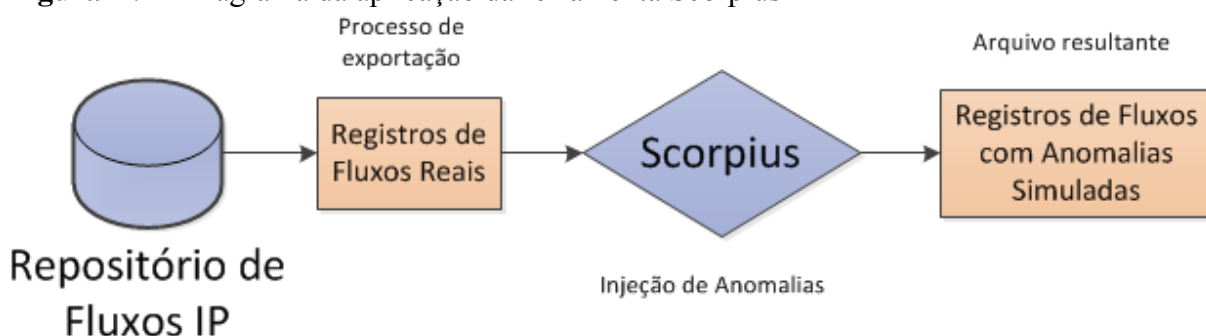 Processo de
exportação
Arquivo resultante
Registros de
Fluxos Reais
Scorpius
Registros de Fluxos
com Anomalias
Simuladas
Repositório de
Fluxos IP
Injeção de Anomalias